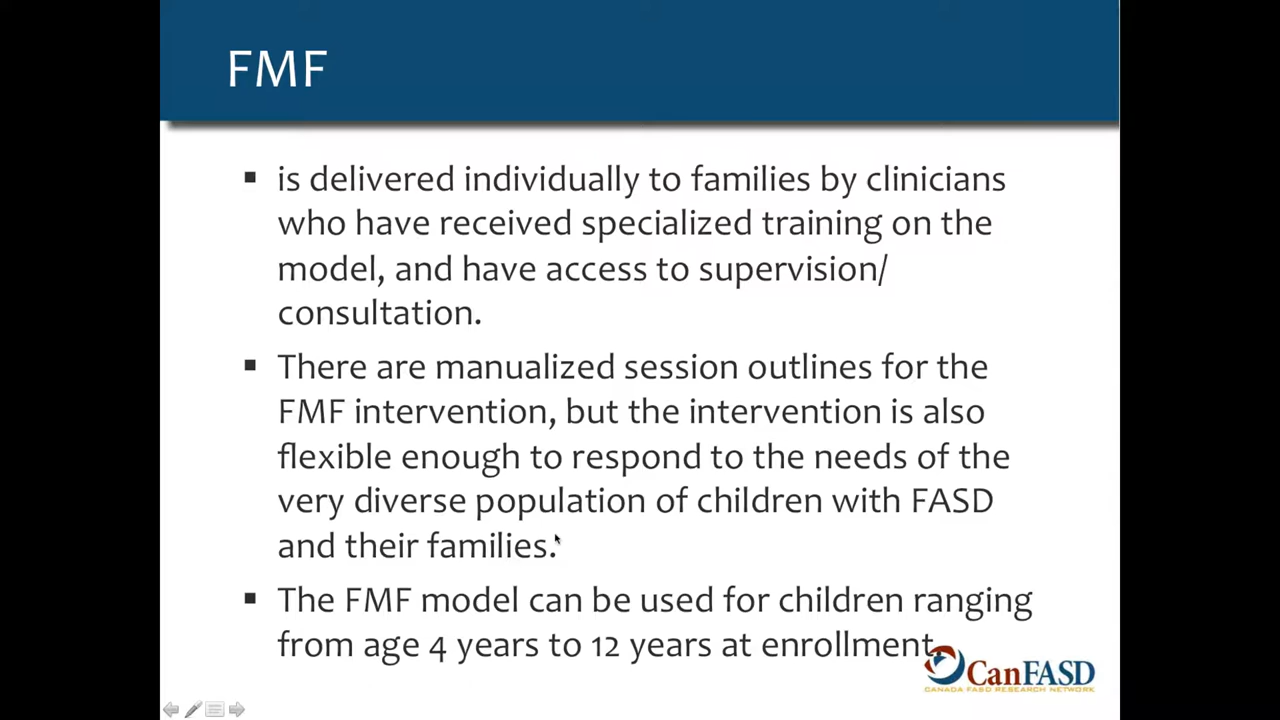 FMF
▪ is delivered individually to families by clinicians
who have received specialized training on the
model, and have access to supervision/
consultation.
▪ There are manualized session outlines for the
FMF intervention, but the intervention is also
flexible enough to respond to the needs of the
very diverse population of children with FASD
and their families.
▪ The FMF model can be used for children ranging
from age 4 years to 12 years at enrollment.
CanFASD
CANADA FASD RESEARCH NETWORK